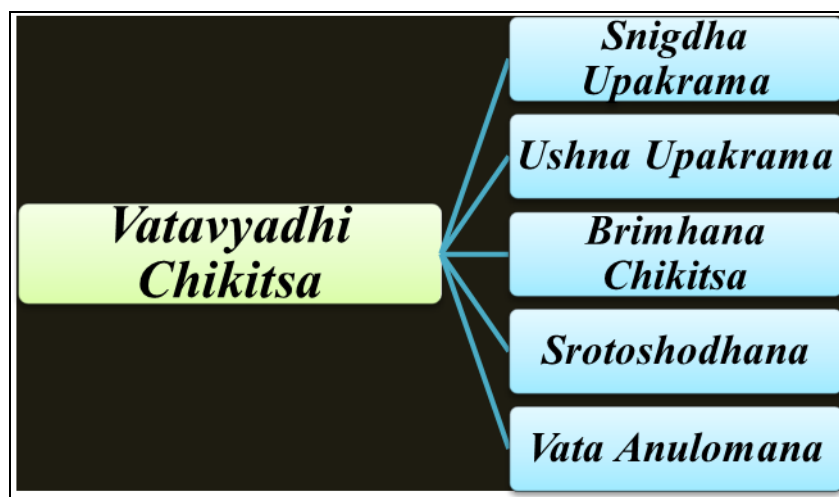 Vatavyadhi
Chikitsa
Snigdha
Upakrama
Ushna Upakrama
Brimhana
Chikitsa
Srotoshodhana
Vata Anulomana